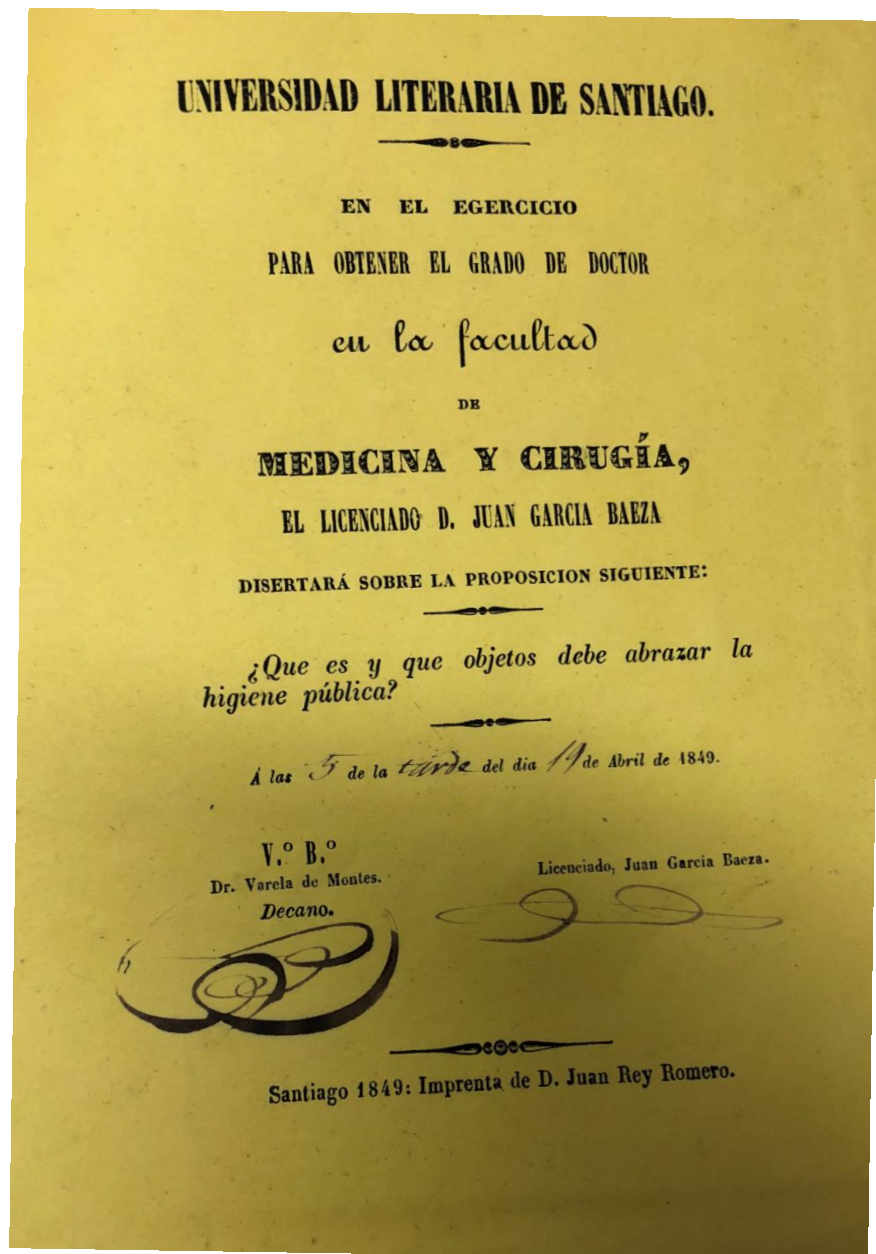 UNIVERSIDAD LITERARIA DE SANTIAGO.
EN EL EGERCICIO
PARA OBTENER EL GRADO DE DOCTOR
en la facultad
DE
MEDICINA Y CIRUGÍA,
EL LICENCIADO D. JUAN GARCIA BAEZA
DISERTARÁ SOBRE LA PROPOSICION SIGUIENTE:
¿Que es y que objetos debe abrazar la
higiene pública?
Á las 5 de la tarde del dia 19 de Abril de 1849.
V.º B.º
Dr. Varela de Montes.
Decano.
Licenciado, Juan García Baeza.
Santiago 1849: Imprenta de D. Juan Rey Romero.